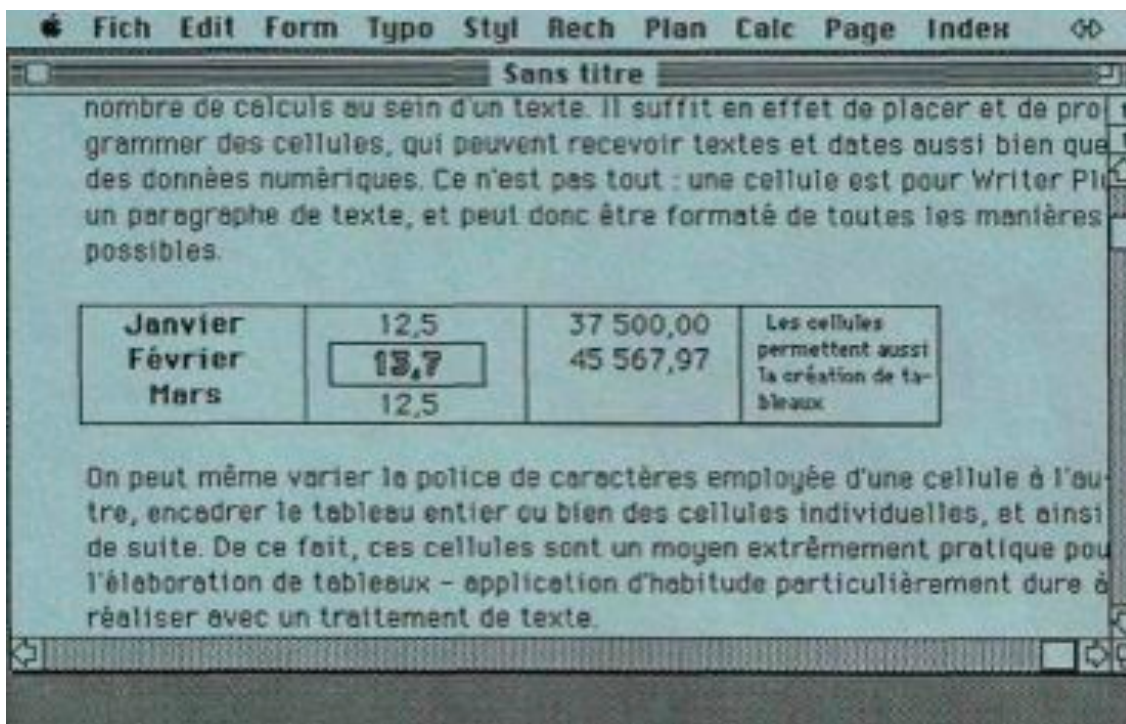 Fich Edit Form Typo Styl Rech Plan Calc Page Index
Sans titre
nombre de calculs au sein d'un texte. Il suffit en effet de placer et de pro
grammer des cellules, qui peuvent recevoir textes et dates aussi bien que
des données numériques. Ce n'est pas tout : une cellule est pour Writer Plu
un paragraphe de texte, et peut donc être formaté de toutes les manières
possibles.
Janvier 12,5 37 500,00 Les cellules
Février 13,7 45 567,97 permettent aussi
la création de ta-
Mars 12,5 bleaux
On peut même varier la police de caractères employée d'une cellule à l'au-
tre, encadrer le tableau entier ou bien des cellules individuelles, et ainsi
de suite. De ce fait, ces cellules sont un moyen extrêmement pratique pou
l'élaboration de tableaux - application d'habitude particulièrement dure à
réaliser avec un traitement de texte.